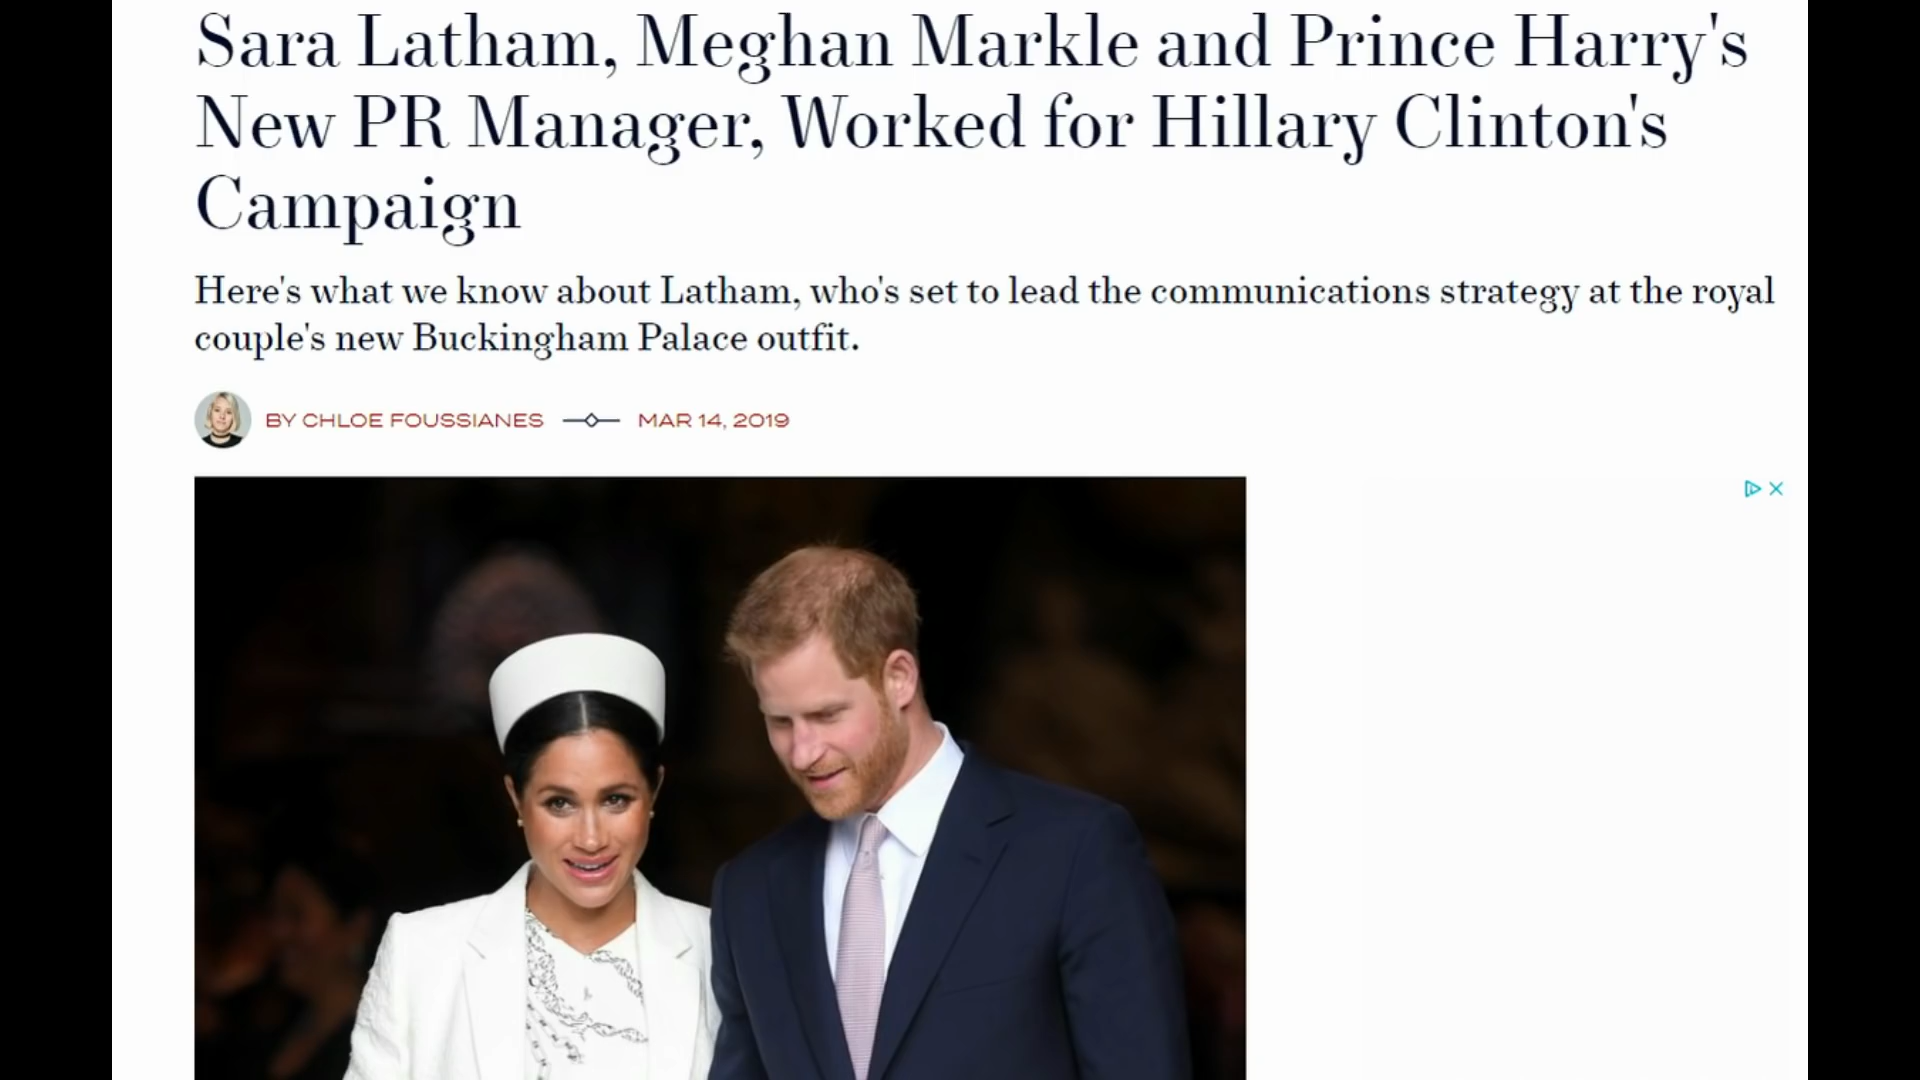 Sara Latham, Meghan Markle and Prince Harry's
New PR Manager, Worked for Hillary Clinton's
Campaign
Here's what we know about Latham, who's set to lead the communications strategy at the royal
couple's new Buckingham Palace outfit.
BY CHLOE FOUSSIANES MAR 14, 2019